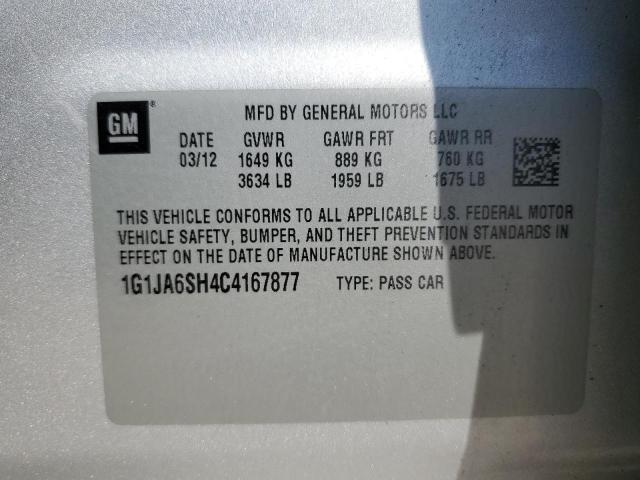 GM ®
MFD BY GENERAL MOTORS LLC
DATE GVWR GAWR FRT GAWR RR
03/12 1649 KG 889 KG 760 KG
3634 LB 1959 LB 1675 LB
THIS VEHICLE CONFORMS TO ALL APPLICABLE U.S. FEDERAL MOTOR
VEHICLE SAFETY, BUMPER, AND THEFT PREVENTION STANDARDS IN
EFFECT ON THE DATE OF MANUFACTURE SHOWN ABOVE.
1G1JA6SH4C4167877 TYPE: PASS CAR